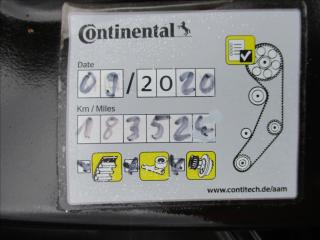 Continental
Date
09/2020
Km / Miles
183526
www.contitech.de/aam